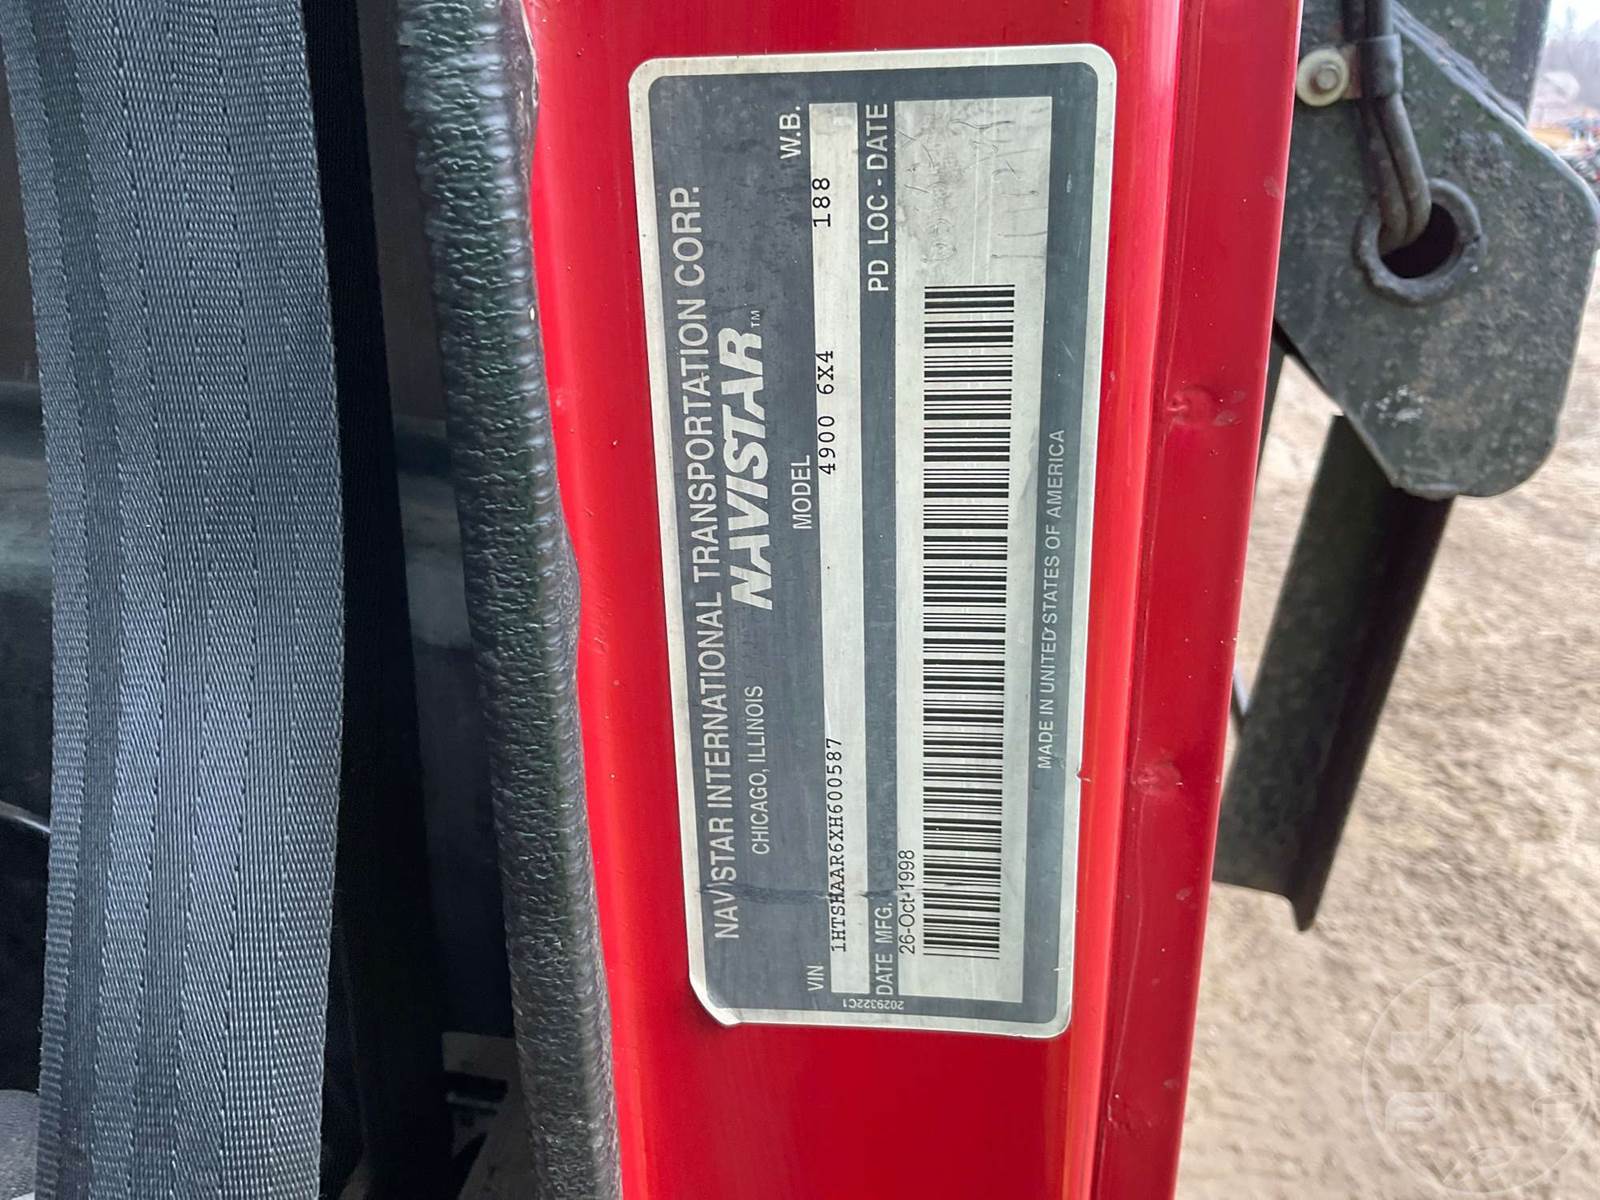 NAVISTAR INTERNATIONAL TRANSPORTATION CORP.
CHICAGO, ILLINOIS NAVISTAR™
VIN MODEL W.B.
1HTSHAAR6XH600587 4900 6X4 188
DATE MFG. PD LOC - DATE
26-Oct-1998
MADE IN UNITED STATES OF AMERICA
2029322C1